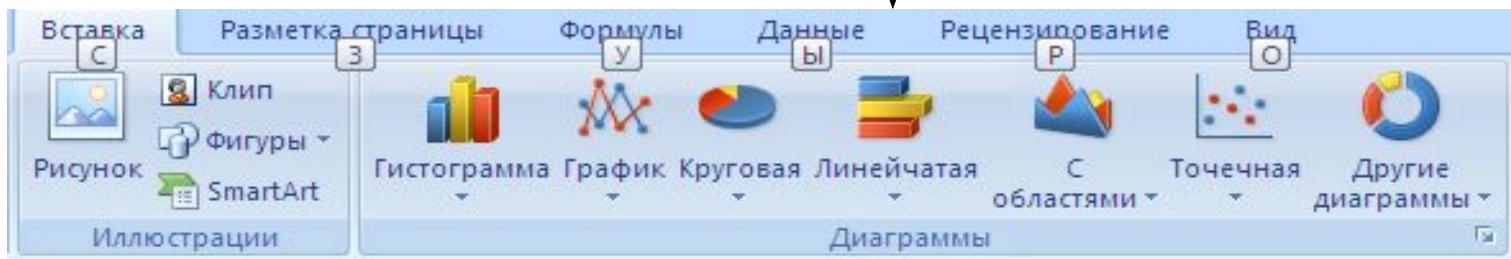 Вставка Разметка страницы Формулы Данные Рецензирование Вид
С З У Ы Р О
Клип
Фигуры
Рисунок
SmartArt
Гистограмма График Круговая Линейчатая С областями Точечная Другие диаграммы
Иллюстрации Диаграммы